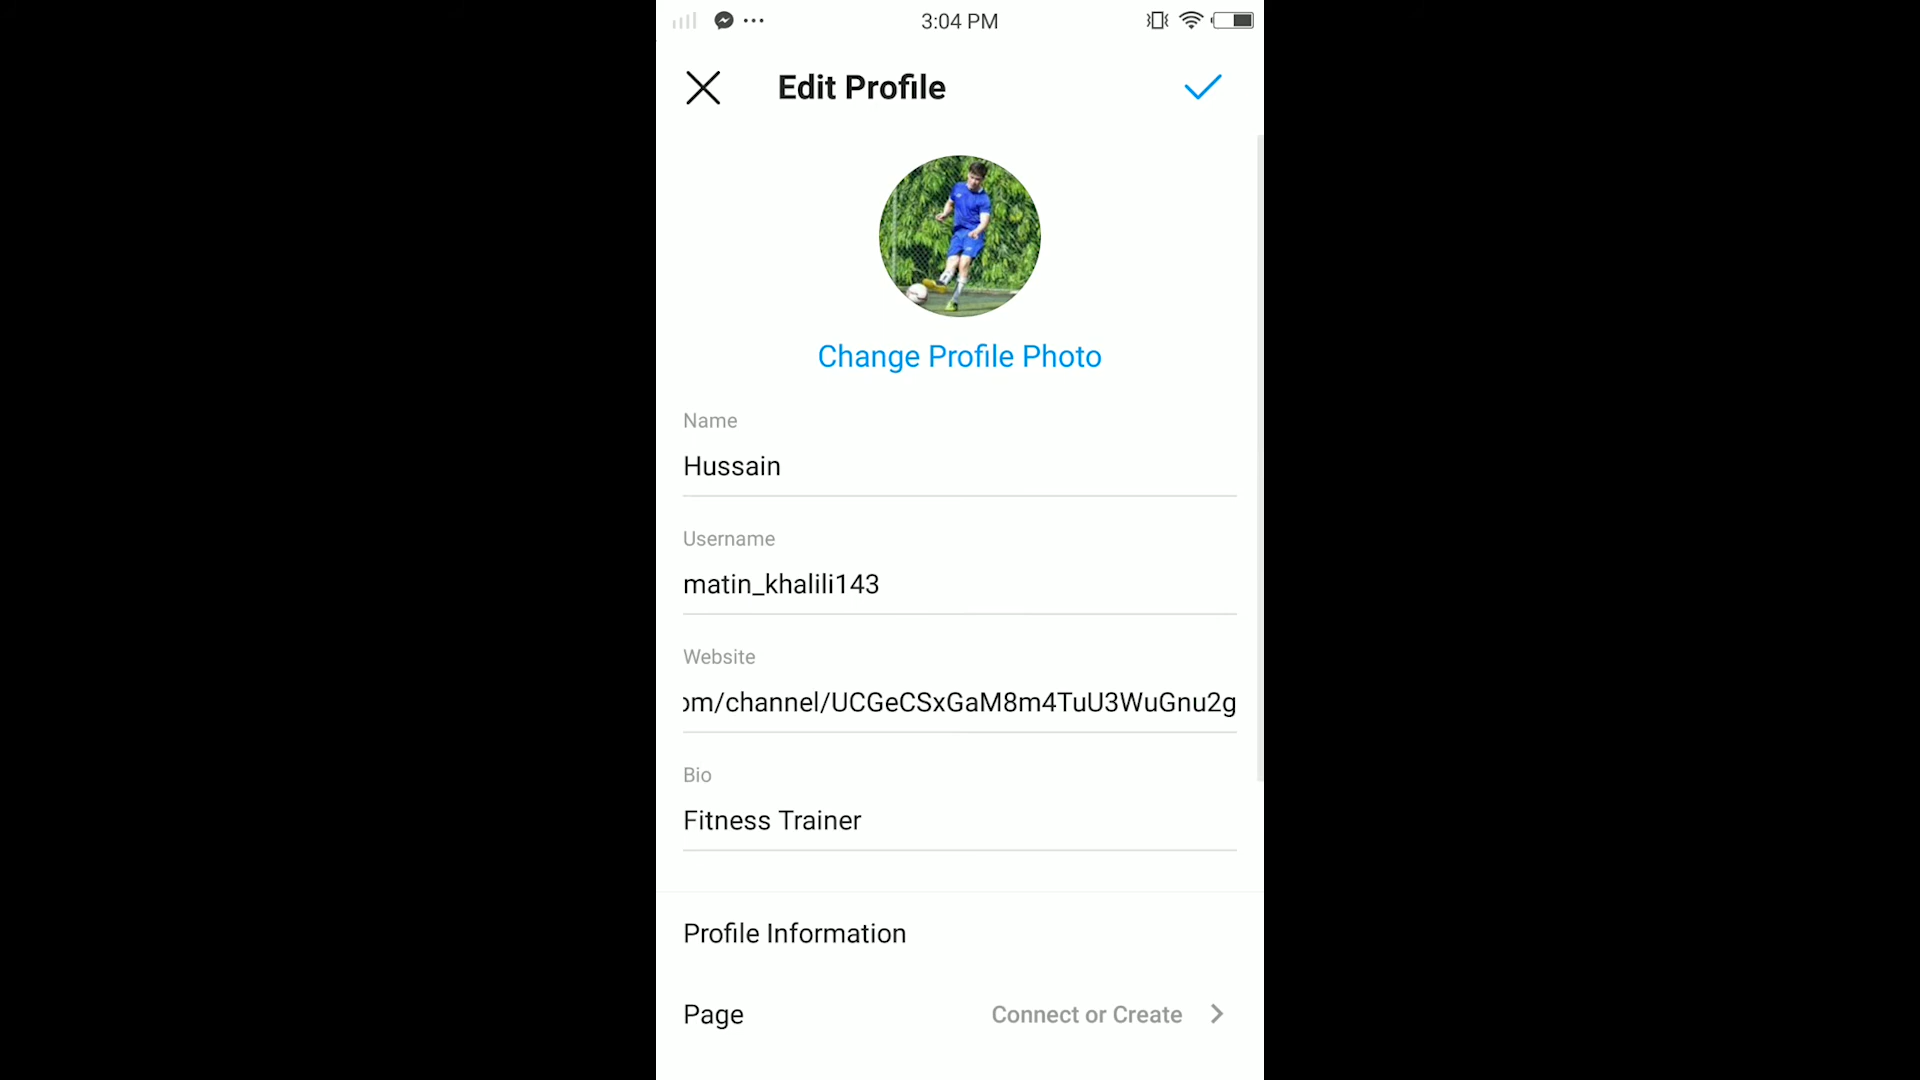 3:04 PM
Edit Profile
Change Profile Photo
Name
Hussain
Username
matin_khalili143
Website
om/channel/UCGeCSxGaM8m4TuU3WuGnu2g
Bio
Fitness Trainer
Profile Information
Page Connect or Create